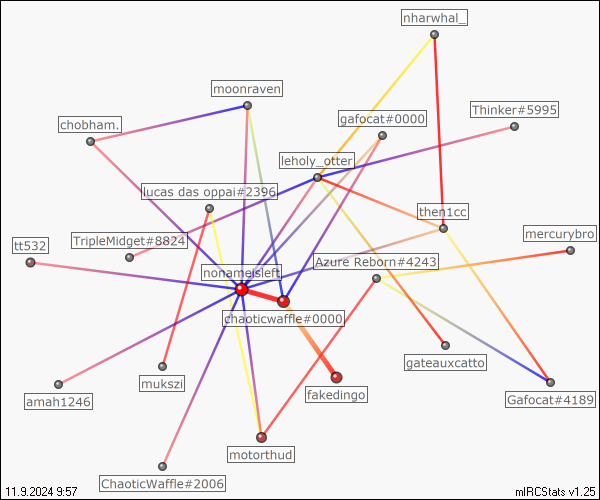 nharwhal_
moonraven
Thinker#5995
gafocat#0000
chobham.
leholy_otter
lucas das oppai#2396
then1cc
mercurybro
TripleMidget#8824
tt532
Azure Reborn#4243
nonameisleft
chaoticwaffle#0000
gateauxcatto
mukszi
fakedingo
amah1246
Gafocat#4189
motorthud
ChaoticWaffle#2006
11.9.2024 9:57
mIRCStats v1.25